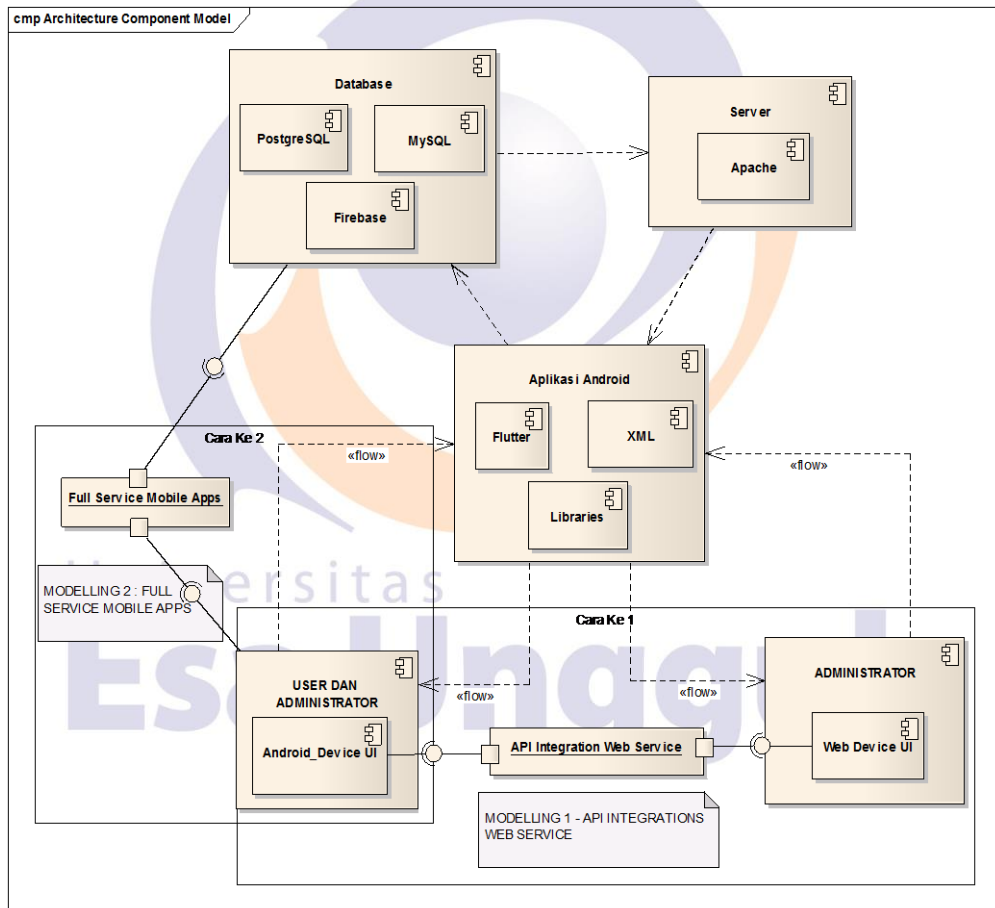 cmp Architecture Component Model
Database
PostgreSQL
MySQL
Firebase
Server
Apache
Aplikasi Android
Flutter
XML
Libraries
Cara Ke 2
«flow»
«flow»
Full Service Mobile Apps
MODELLING 2 : FULL
SERVICE MOBILE APPS
Universitas
Esa Unggul
Cara Ke 1
USER DAN
ADMINISTRATOR
Android_Device UI
«flow»
«flow»
API Integration Web Service
ADMINISTRATOR
Web Device UI
MODELLING 1 - API INTEGRATIONS
WEB SERVICE